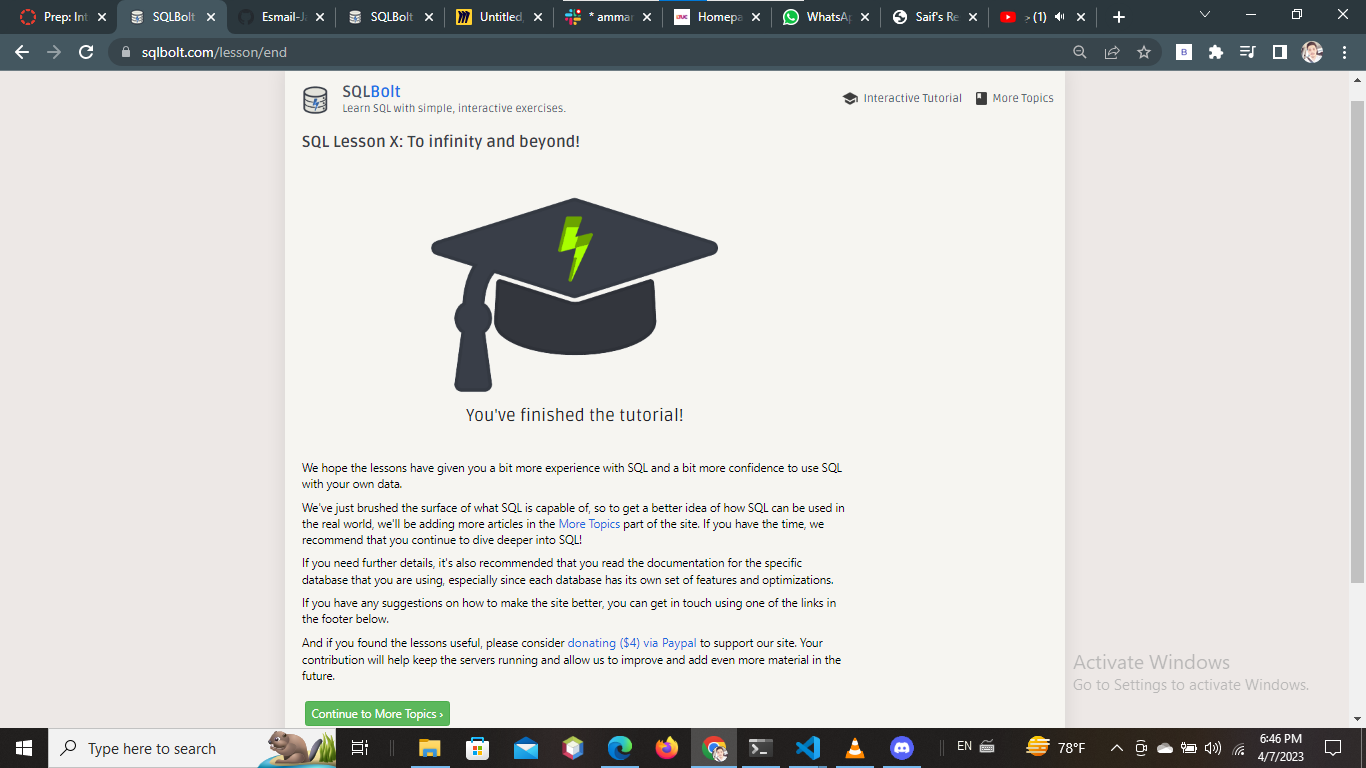 Prep: Int
SQLBolt
Esmail-J
SQLBolt
Untitled,
* ammar
Homepa
WhatsAp
Saif's Re
(1)
sqlbolt.com/lesson/end
SQLBolt
Learn SQL with simple, interactive exercises.
Interactive Tutorial
More Topics
SQL Lesson X: To infinity and beyond!
You've finished the tutorial!
We hope the lessons have given you a bit more experience with SQL and a bit more confidence to use SQL
with your own data.
We've just brushed the surface of what SQL is capable of, so to get a better idea of how SQL can be used in
the real world, we'll be adding more articles in the More Topics part of the site. If you have the time, we
recommend that you continue to dive deeper into SQL!
If you need further details, it's also recommended that you read the documentation for the specific
database that you are using, especially since each database has its own set of features and optimizations.
If you have any suggestions on how to make the site better, you can get in touch using one of the links in
the footer below.
And if you found the lessons useful, please consider donating ($4) via Paypal to support our site. Your
contribution will help keep the servers running and allow us to improve and add even more material in the
future.
Continue to More Topics ›
Activate Windows
Go to Settings to activate Windows.
Type here to search
EN
78°F
6:46 PM
4/7/2023